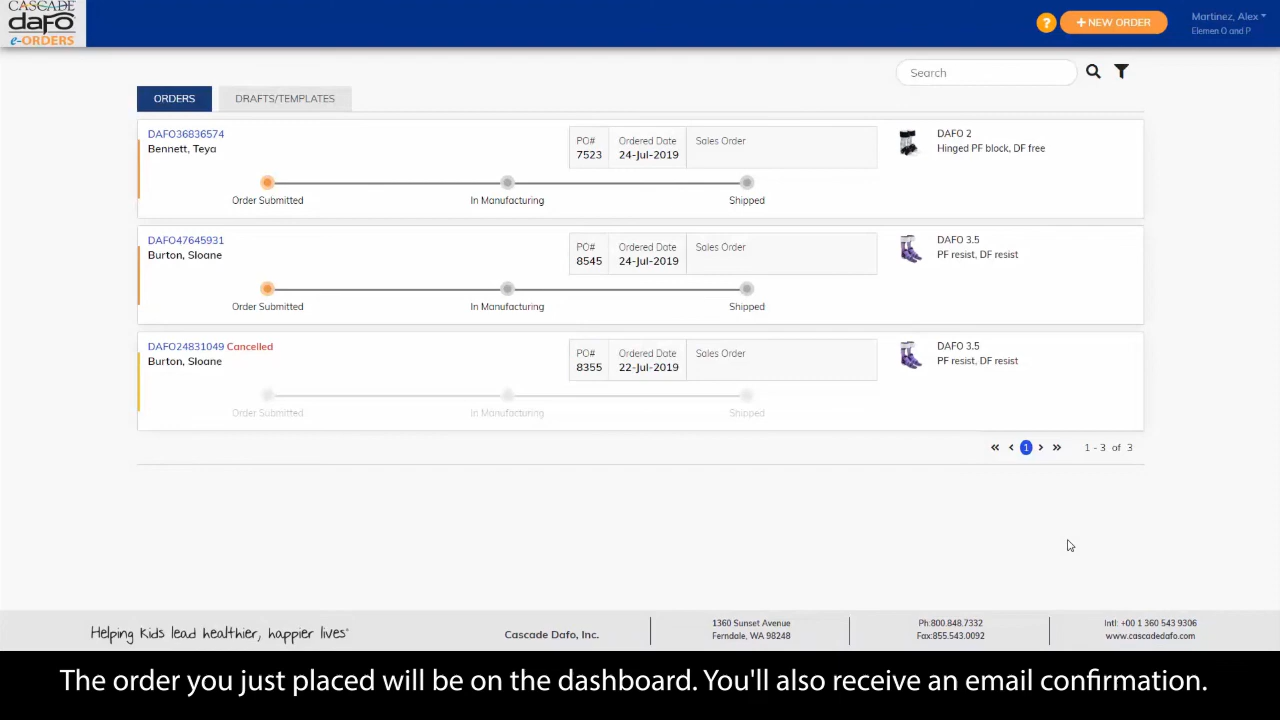 CASCADE
dafo
e-ORDERS
? + NEW ORDER
Martinez, Alex
Elemen O and P
Search
ORDERS DRAFTS/TEMPLATES
DAFO36836574
Bennett, Teya
PO# Ordered Date Sales Order
7523 24-Jul-2019
DAFO 2
Hinged PF block, DF free
Order Submitted In Manufacturing Shipped
DAFO47645931
Burton, Sloane
PO# Ordered Date Sales Order
8545 24-Jul-2019
DAFO 3.5
PF resist, DF resist
Order Submitted In Manufacturing Shipped
DAFO24831049 Cancelled
Burton, Sloane
PO# Ordered Date Sales Order
8355 22-Jul-2019
DAFO 3.5
PF resist, DF resist
Order Submitted In Manufacturing Shipped
« ‹ 1 › » 1 - 3 of 3
Helping kids lead healthier, happier lives®
Cascade Dafo, Inc.
1360 Sunset Avenue
Ferndale, WA 98248
Ph:800.848.7332
Fax:855.543.0092
Intl: +00 1 360 543 9306
www.cascadedafo.com
The order you just placed will be on the dashboard. You'll also receive an email confirmation.